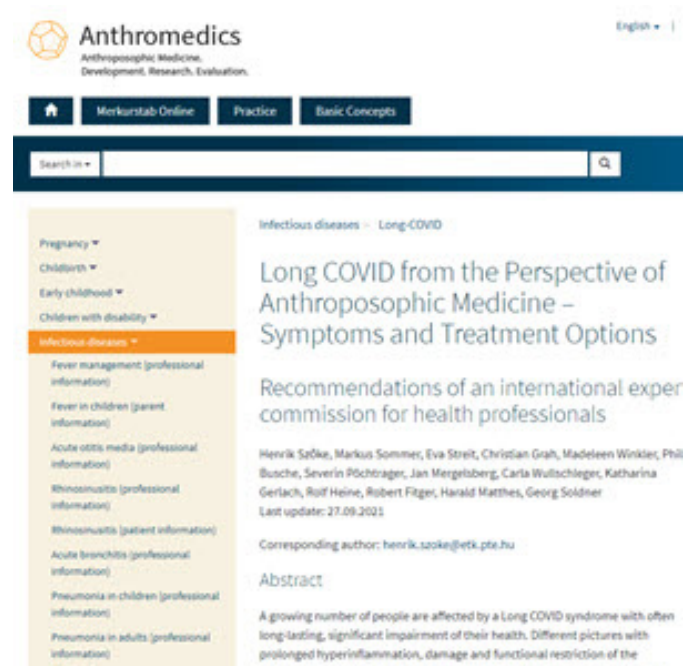 Anthromedics
Anthroposophic Medicine.
Development. Research. Evaluation.
English
Merkurstab Online
Practice
Basic Concepts
Search in
Pregnancy
Childbirth
Early childhood
Children with disability
Infectious diseases
Fever management (professional
information)
Fever in children (parent
information)
Acute otitis media (professional
information)
Rhinosinusitis (professional
information)
Rhinosinusitis (patient information)
Acute bronchitis (professional
information)
Pneumonia in children (professional
information)
Pneumonia in adults (professional
information)
Infectious diseases - Long-COVID
Long COVID from the Perspective of
Anthroposophic Medicine –
Symptoms and Treatment Options
Recommendations of an international exper
commission for health professionals
Henrik Szőke, Markus Sommer, Eva Streit, Christian Grah, Madeleen Winkler, Phil
Busche, Severin Pöchtrager, Jan Mergelsberg, Carla Wullschleger, Katharina
Gerlach, Rolf Heine, Robert Fitger, Harald Matthes, Georg Soldner
Last update: 27.09.2021
Corresponding author: henrik.szoke@etk.pte.hu
Abstract
A growing number of people are affected by a Long COVID syndrome with often
long-lasting, significant impairment of their health. Different pictures with
prolonged hyperinflammation, damage and functional restriction of the